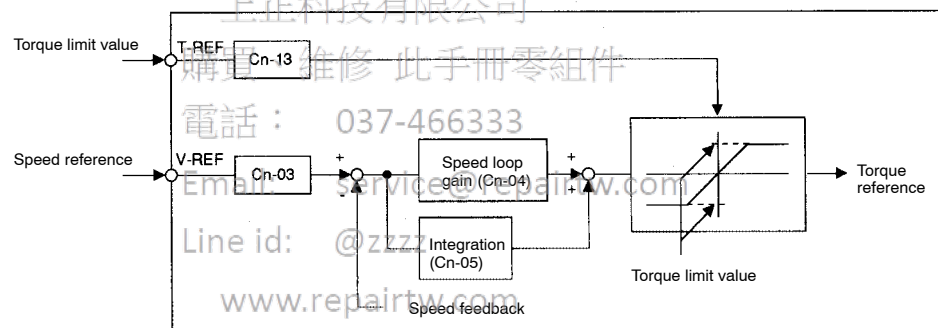 上正科技有限公司
Torque limit value
T-REF
Cn-13
購買 維修 此手冊零組件
電話： 037-466333
Speed reference
V-REF
Cn-03
+
-
Speed loop
gain (Cn-04)
+
+
Torque
reference
Email: service@repairtw.com
Line id: @zzzz
Integration
(Cn-05)
Torque limit value
www.repairtw.com
Speed feedback